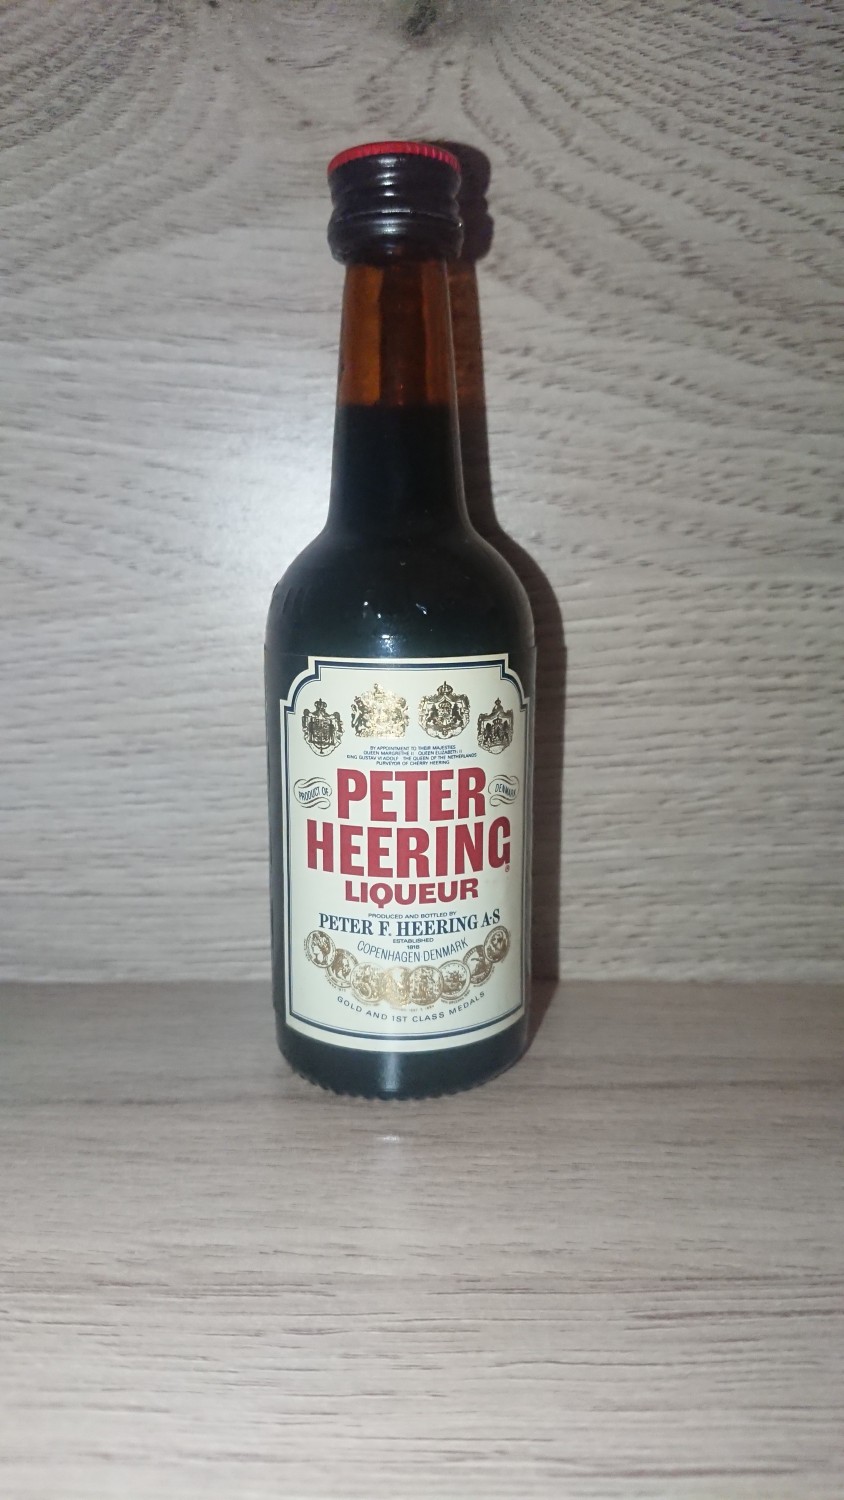 BY APPOINTMENT TO THEIR MAJESTIES
QUEEN MARGRETHE II QUEEN ELIZABETH II
KING GUSTAV VI ADOLF THE QUEEN OF THE NETHERLANDS
PURVEYOR OF CHERRY HEERING
PRODUCT OF
DENMARK
PETER
HEERING
LIQUEUR
PRODUCED AND BOTTLED BY
PETER F. HEERING A·S
ESTABLISHED
1818
COPENHAGEN DENMARK
GOLD AND 1ST CLASS MEDALS